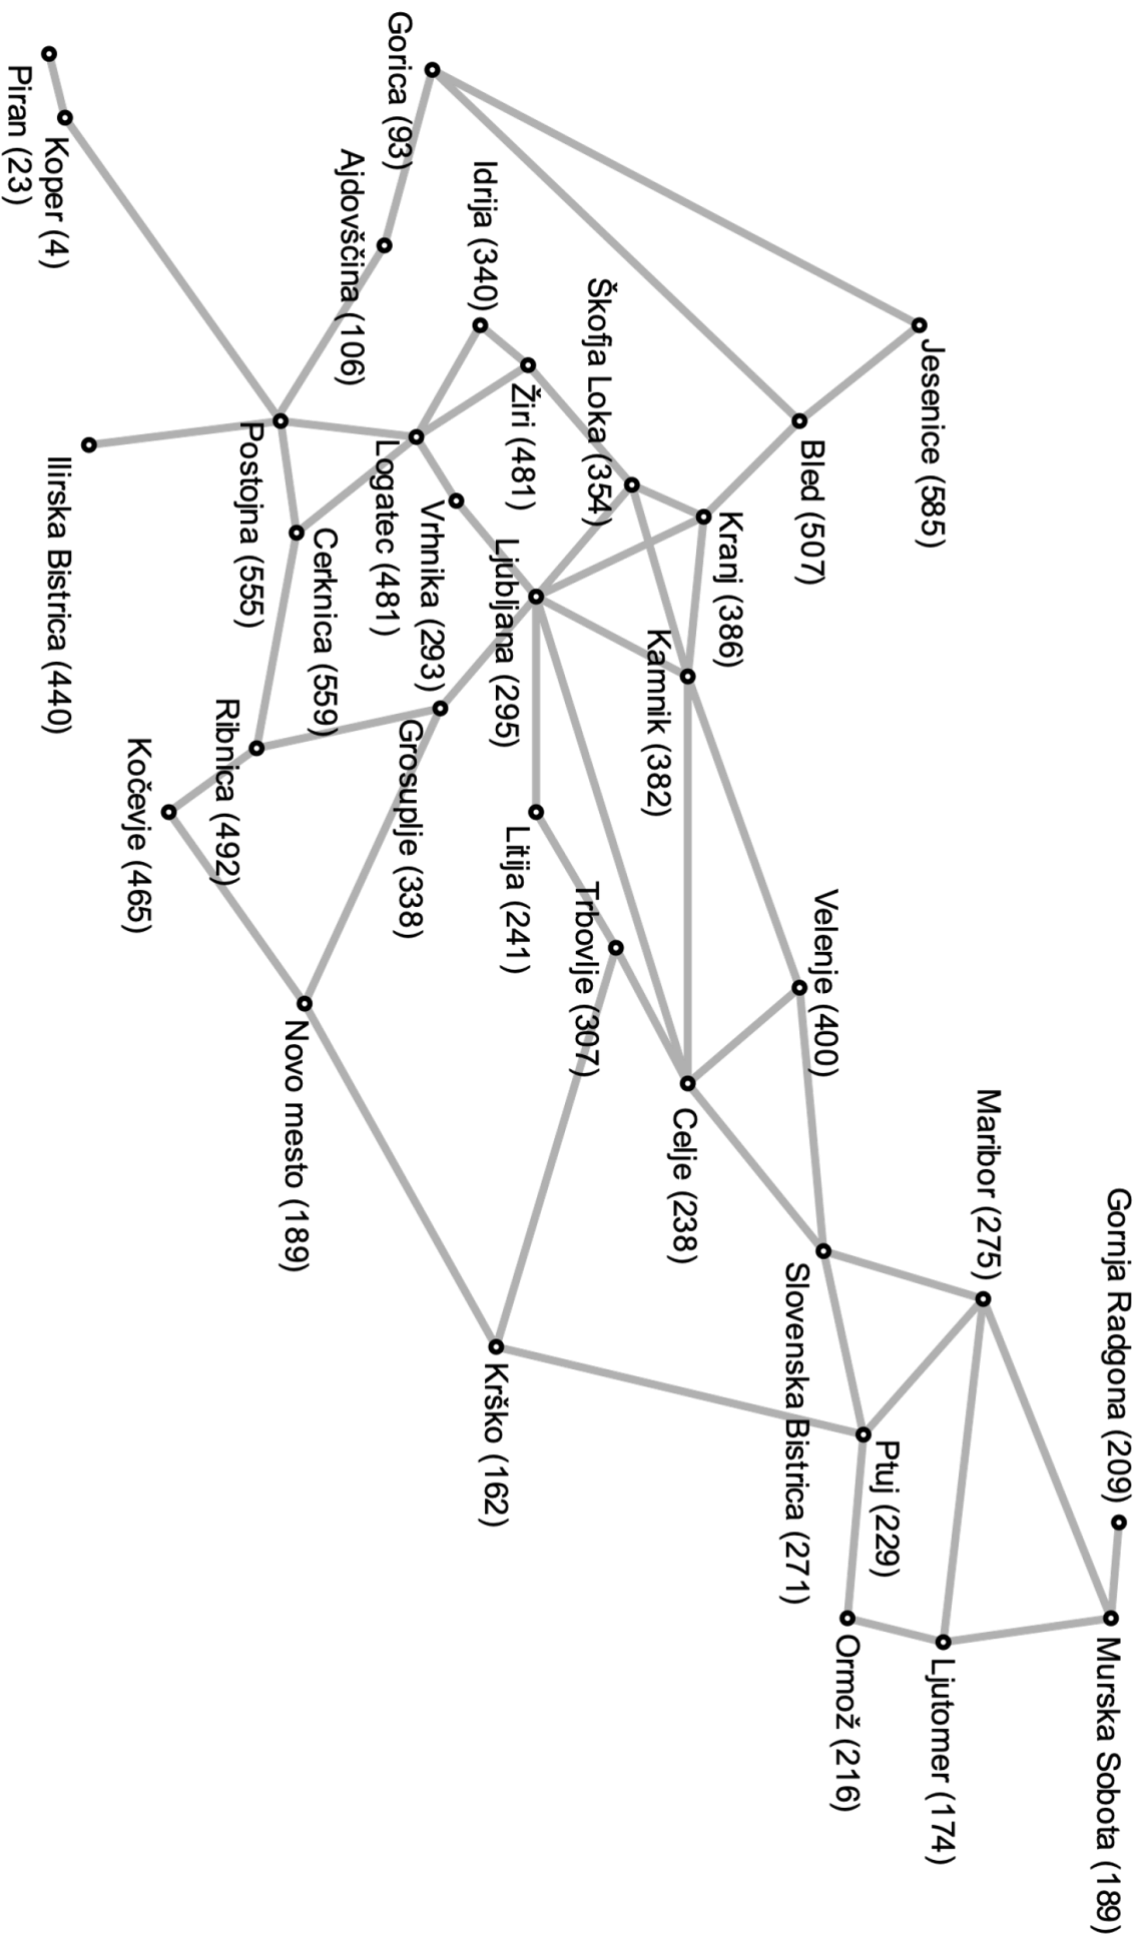 Jesenice (585)
Bled (507)
Kranj (386)
Škofja Loka (354)
Kamnik (382)
Gorica (93)
Ajdovščina (106)
Idrija (340)
Žiri (481)
Logatec (481)
Vrhnika (293)
Ljubljana (295)
Piran (23)
Koper (4)
Postojna (555)
Ilirska Bistrica (440)
Cerknica (559)
Ribnica (492)
Kočevje (465)
Grosuplje (338)
Litija (241)
Trbovlje (307)
Velenje (400)
Celje (238)
Novo mesto (189)
Krško (162)
Slovenska Bistrica (271)
Maribor (275)
Ptuj (229)
Gornja Radgona (209)
Murska Sobota (189)
Ljutomer (174)
Ormož (216)